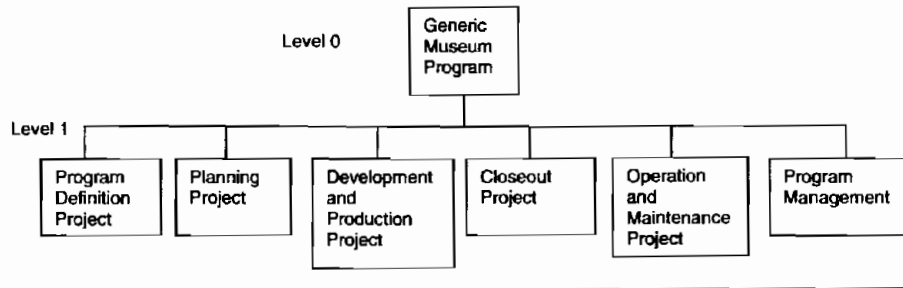 Level 0
Generic
Museum
Program
Level 1
Program
Definition
Project
Planning
Project
Development
and
Production
Project
Closeout
Project
Operation
and
Maintenance
Project
Program
Management